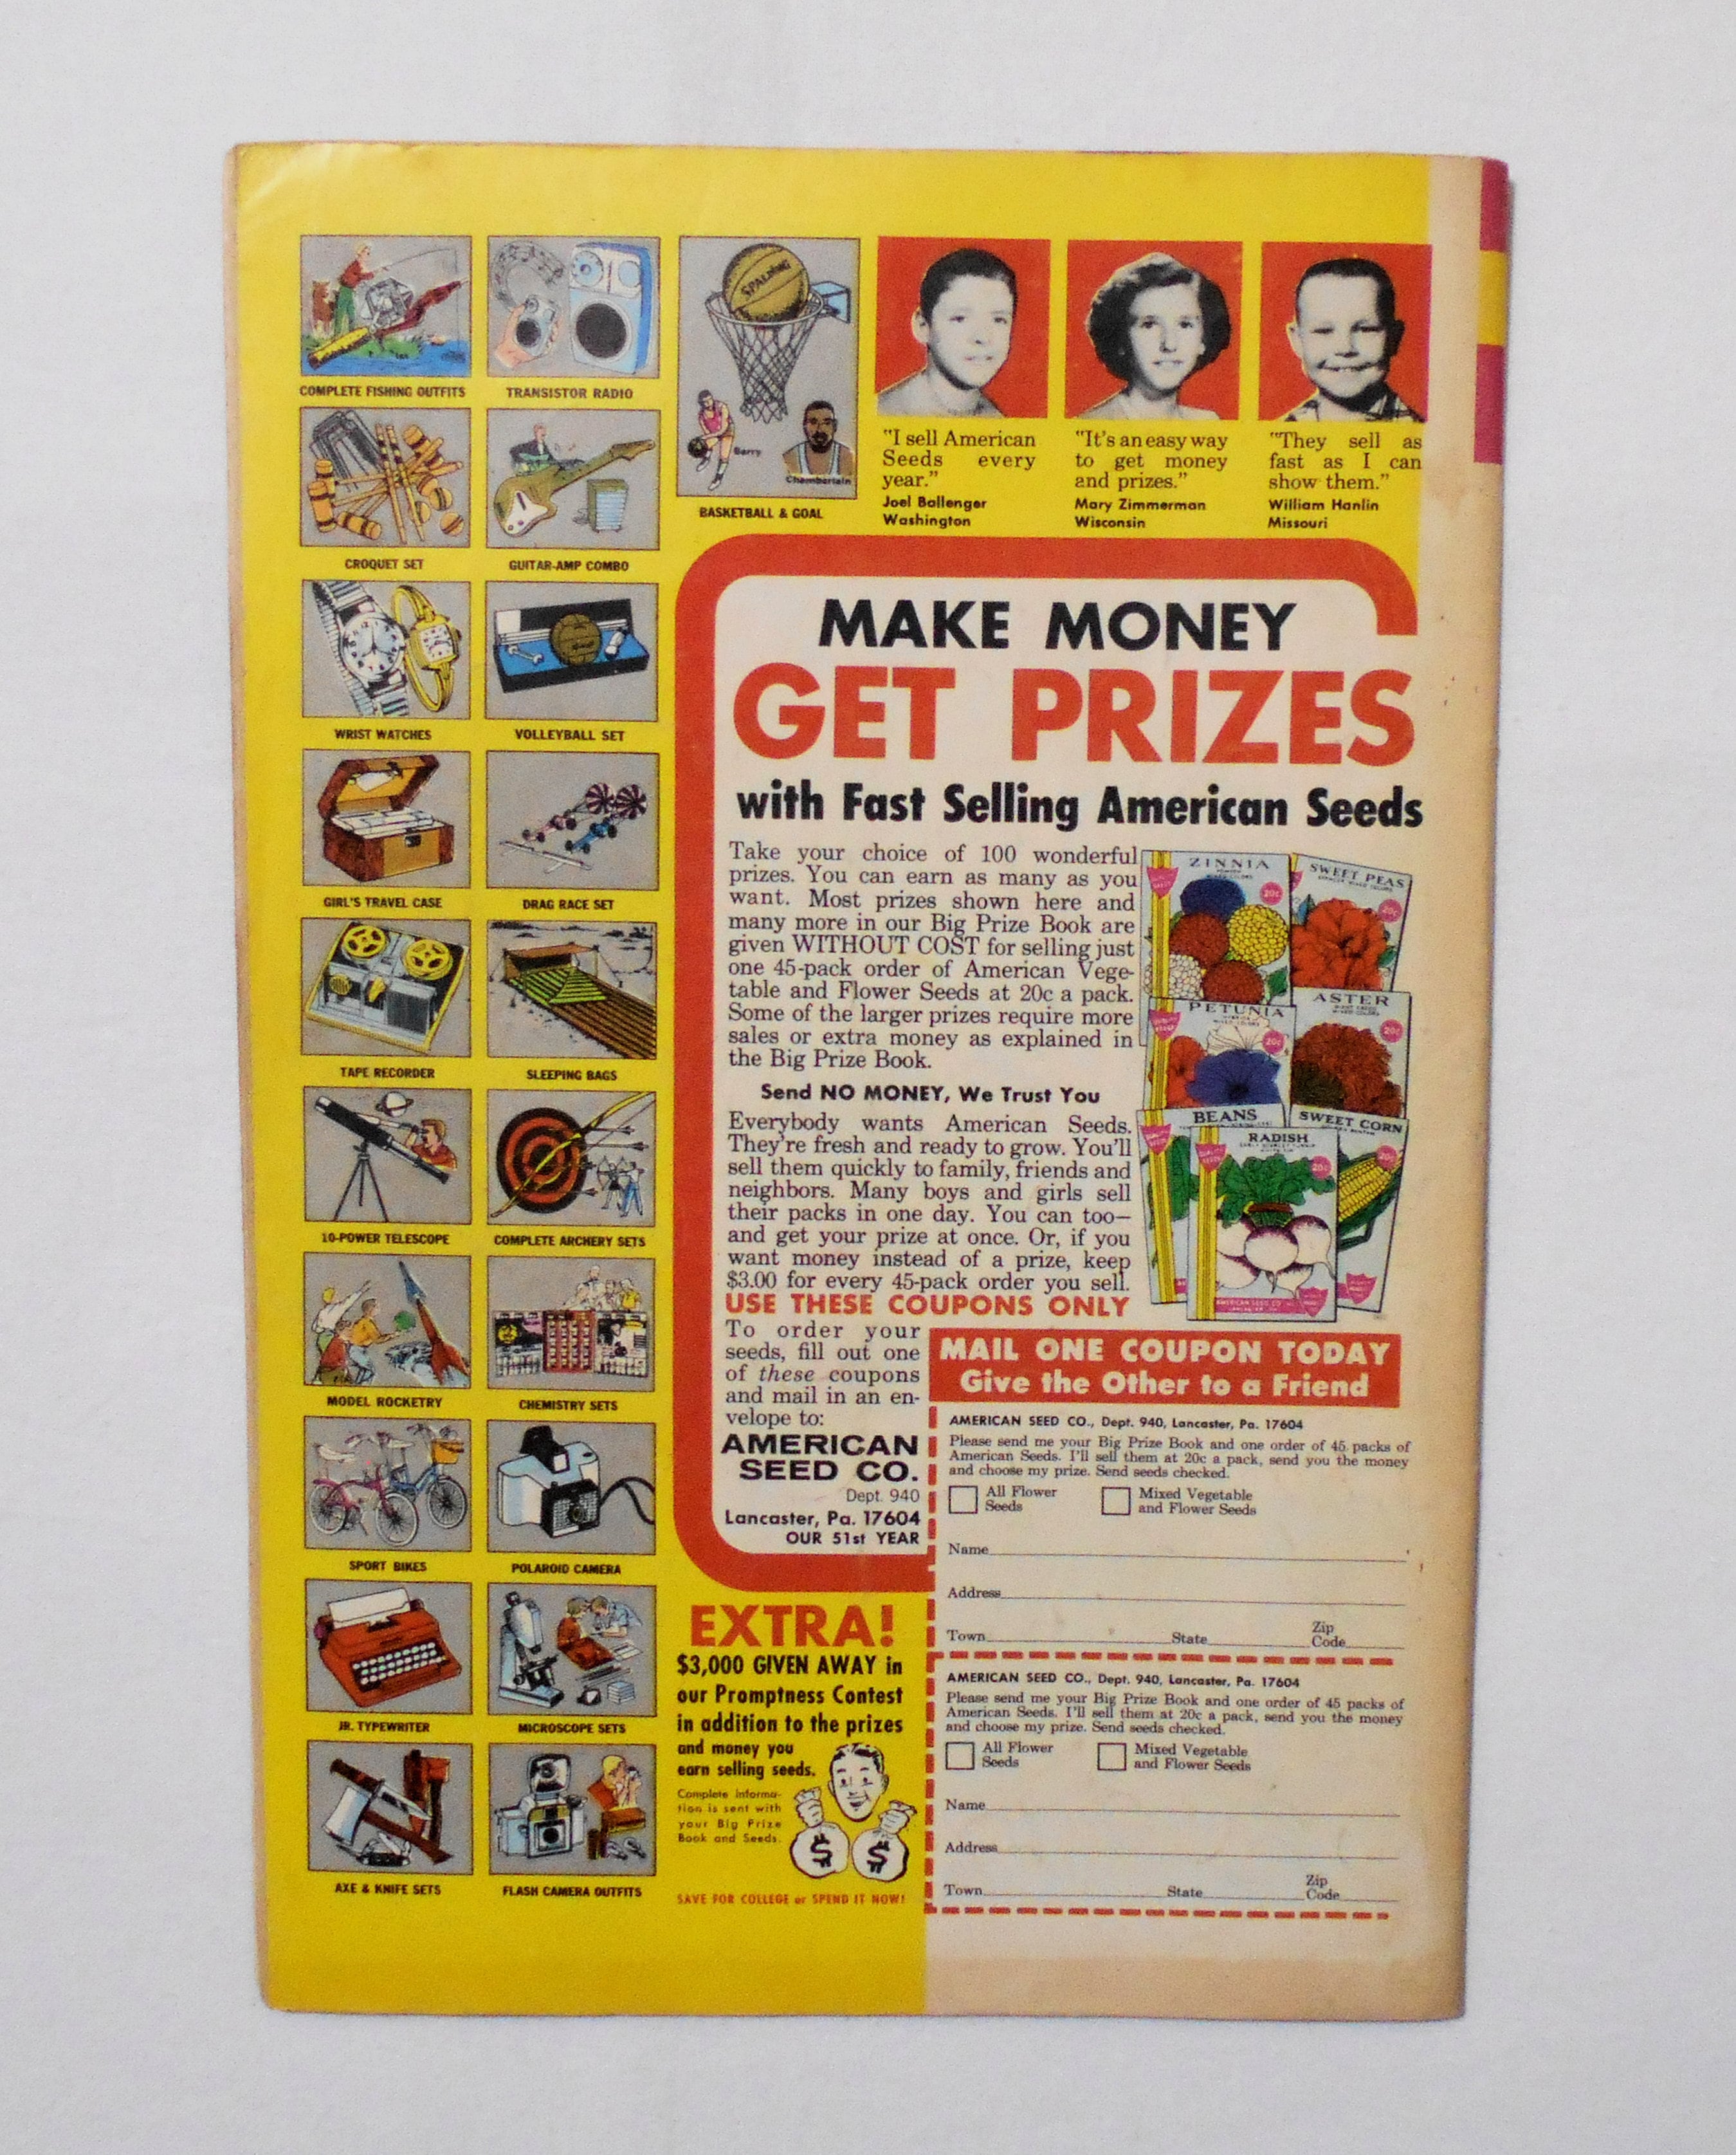 COMPLETE FISHING OUTFITS
TRANSISTOR RADIO
CROQUET SET
GUITAR-AMP COMBO
WRIST WATCHES
VOLLEYBALL SET
GIRL'S TRAVEL CASE
DRAG RACE SET
TAPE RECORDER
SLEEPING BAGS
10-POWER TELESCOPE
COMPLETE ARCHERY SETS
MODEL ROCKETRY
CHEMISTRY SETS
SPORT BIKES
POLAROID CAMERA
JR. TYPEWRITER
MICROSCOPE SETS
AXE & KNIFE SETS
FLASH CAMERA OUTFITS
SPALDING
Barry
Chamberlain
BASKETBALL & GOAL
"I sell American
Seeds every
year."
Joel Ballenger
Washington
"It's an easy way
to get money
and prizes."
Mary Zimmerman
Wisconsin
"They sell as
fast as I can
show them."
William Hanlin
Missouri
MAKE MONEY
GET PRIZES
with Fast Selling American Seeds
Take your choice of 100 wonderful
prizes. You can earn as many as you
want. Most prizes shown here and
many more in our Big Prize Book are
given WITHOUT COST for selling just
one 45-pack order of American Vege-
table and Flower Seeds at 20c a pack.
Some of the larger prizes require more
sales or extra money as explained in
the Big Prize Book.
Send NO MONEY, We Trust You
Everybody wants American Seeds.
They're fresh and ready to grow. You'll
sell them quickly to family, friends and
neighbors. Many boys and girls sell
their packs in one day. You can too—
and get your prize at once. Or, if you
want money instead of a prize, keep
$3.00 for every 45-pack order you sell.
USE THESE COUPONS ONLY
To order your
seeds, fill out one
of these coupons
and mail in an en-
velope to:
AMERICAN
SEED CO.
Dept. 940
Lancaster, Pa. 17604
OUR 51st YEAR
ZINNIA
20c
SWEET PEAS
20c
PETUNIA
20c
ASTER
20c
BEANS
SWEET CORN
20c
RADISH
20c
AMERICAN SEED CO.
MAIL ONE COUPON TODAY
Give the Other to a Friend
AMERICAN SEED CO., Dept. 940, Lancaster, Pa. 17604
Please send me your Big Prize Book and one order of 45 packs of
American Seeds. I'll sell them at 20c a pack, send you the money
and choose my prize. Send seeds checked.
All Flower Seeds
Mixed Vegetable and Flower Seeds
Name
Address
Town State Zip Code
AMERICAN SEED CO., Dept. 940, Lancaster, Pa. 17604
Please send me your Big Prize Book and one order of 45 packs of
American Seeds. I'll sell them at 20c a pack, send you the money
and choose my prize. Send seeds checked.
All Flower Seeds
Mixed Vegetable and Flower Seeds
Name
Address
Town State Zip Code
EXTRA!
$3,000 GIVEN AWAY in
our Promptness Contest
in addition to the prizes
and money you
earn selling seeds.
Complete informa-
tion is sent with
your Big Prize
Book and Seeds.
$ $
SAVE FOR COLLEGE or SPEND IT NOW!